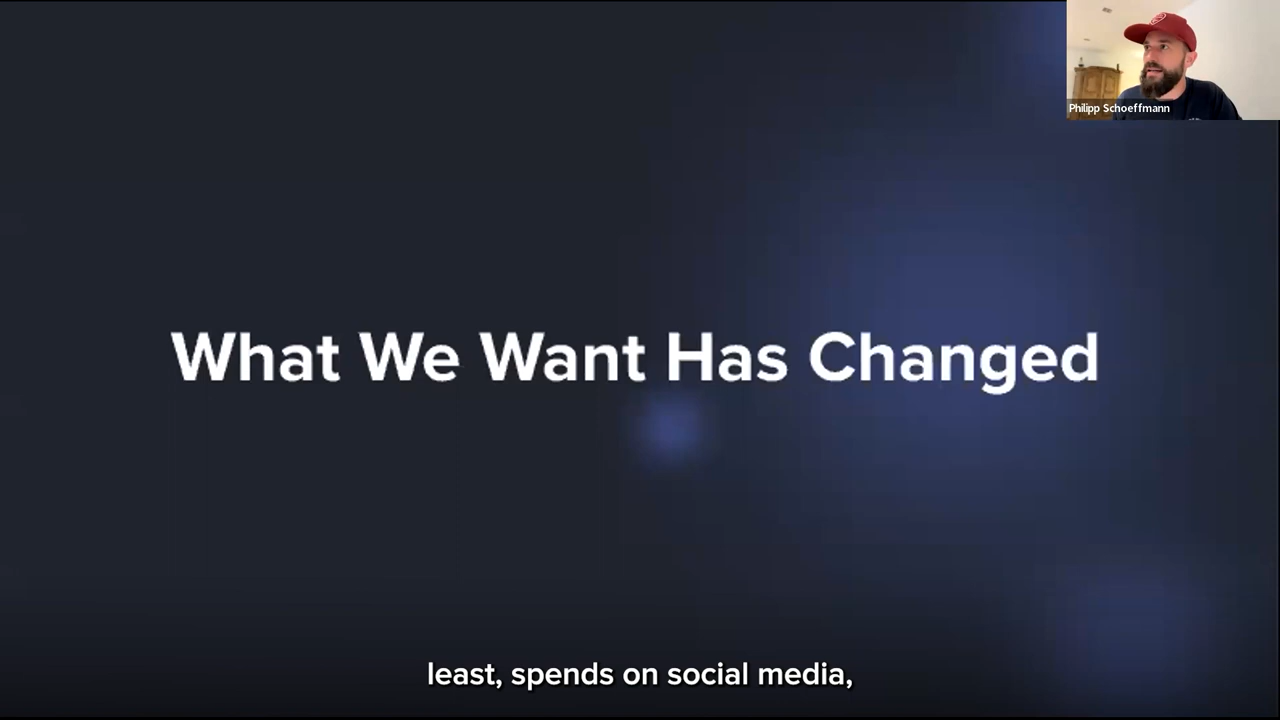 Philipp Schoeffmann
What We Want Has Changed
least, spends on social media,